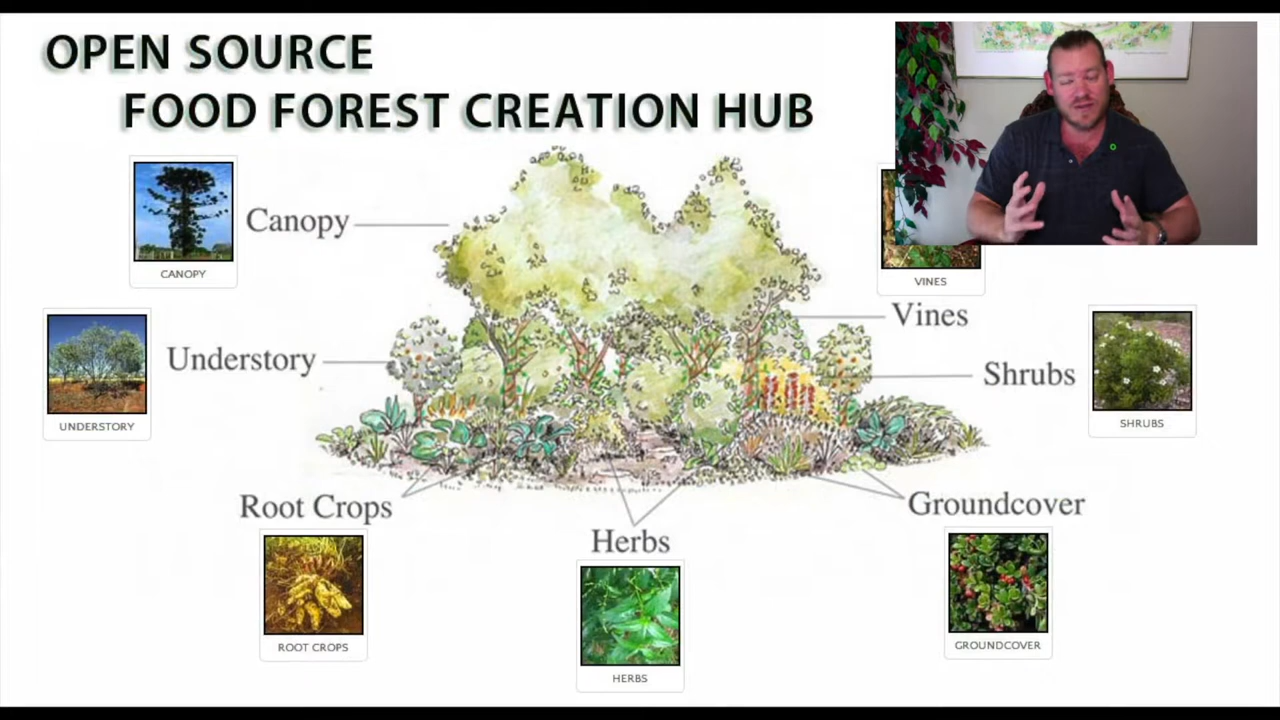 OPEN SOURCE
FOOD FOREST CREATION HUB
Canopy
CANOPY
VINES
Vines
Understory
UNDERSTORY
Shrubs
SHRUBS
Root Crops
ROOT CROPS
Herbs
HERBS
Groundcover
GROUNDCOVER